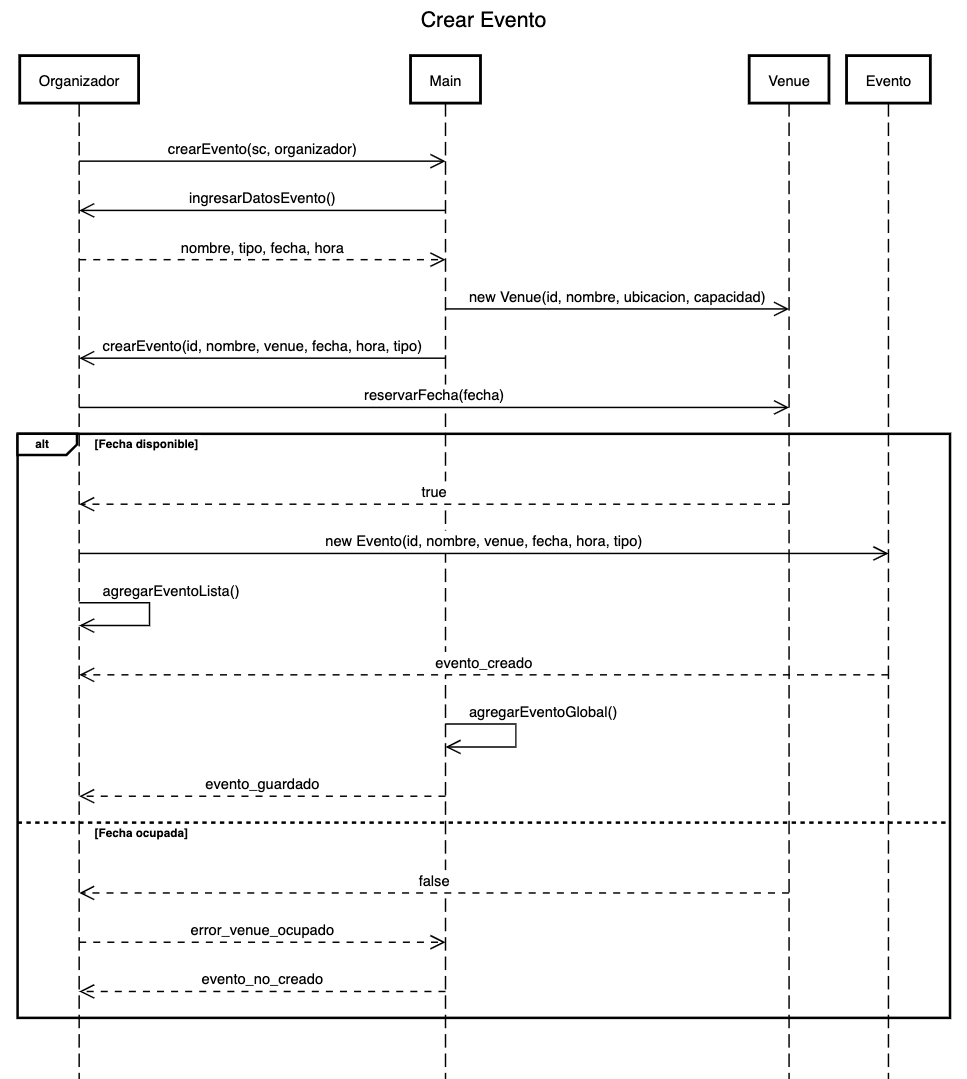 Crear Evento
Organizador
Main
Venue
Evento
crearEvento(sc, organizador)
ingresarDatosEvento()
nombre, tipo, fecha, hora
new Venue(id, nombre, ubicacion, capacidad)
crearEvento(id, nombre, venue, fecha, hora, tipo)
reservarFecha(fecha)
alt
[Fecha disponible]
true
new Evento(id, nombre, venue, fecha, hora, tipo)
agregarEventoLista()
evento_creado
agregarEventoGlobal()
evento_guardado
[Fecha ocupada]
false
error_venue_ocupado
evento_no_creado